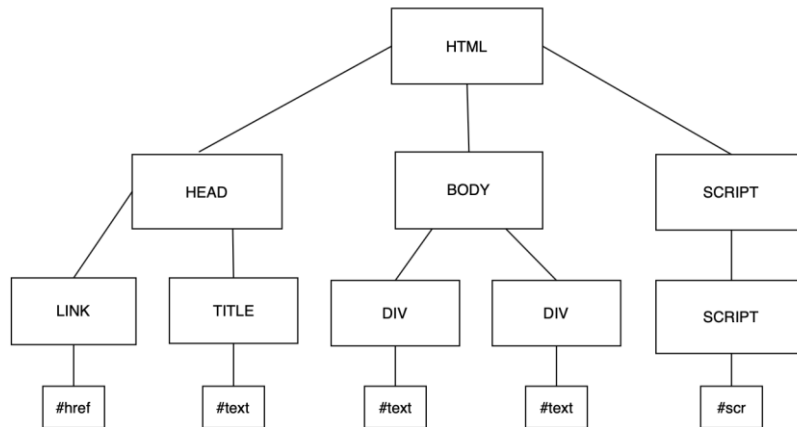 HTML
HEAD
BODY
SCRIPT
LINK
TITLE
DIV
DIV
SCRIPT
#href
#text
#text
#text
#scr